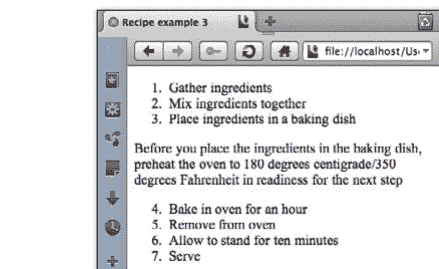 Recipe example 3
file://localhost/Us
1. Gather ingredients
2. Mix ingredients together
3. Place ingredients in a baking dish
Before you place the ingredients in the baking dish,
preheat the oven to 180 degrees centigrade/350
degrees Fahrenheit in readiness for the next step
4. Bake in oven for an hour
5. Remove from oven
6. Allow to stand for ten minutes
7. Serve